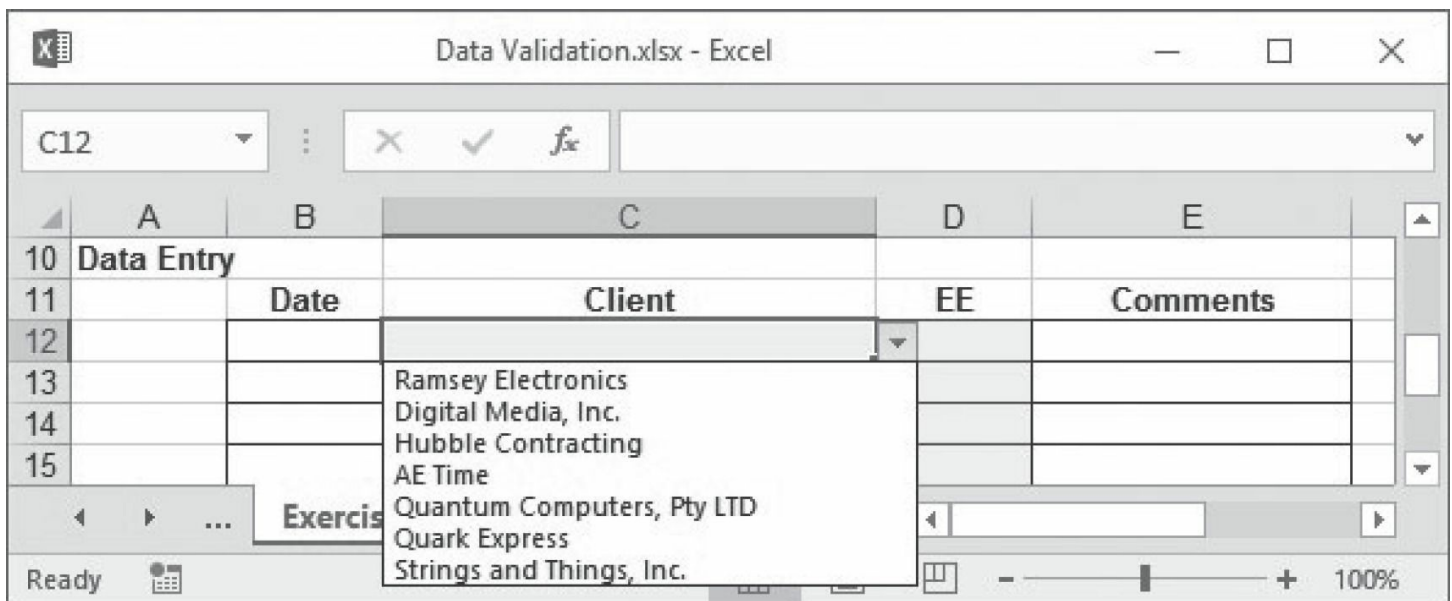 Data Validation.xlsx - Excel
C12 fx
A B C D E
10 Data Entry
11 Date Client EE Comments
12
13 Ramsey Electronics
Digital Media, Inc.
14 Hubble Contracting
15 AE Time
Quantum Computers, Pty LTD
... Exercis
Quark Express
Strings and Things, Inc.
Ready 100%